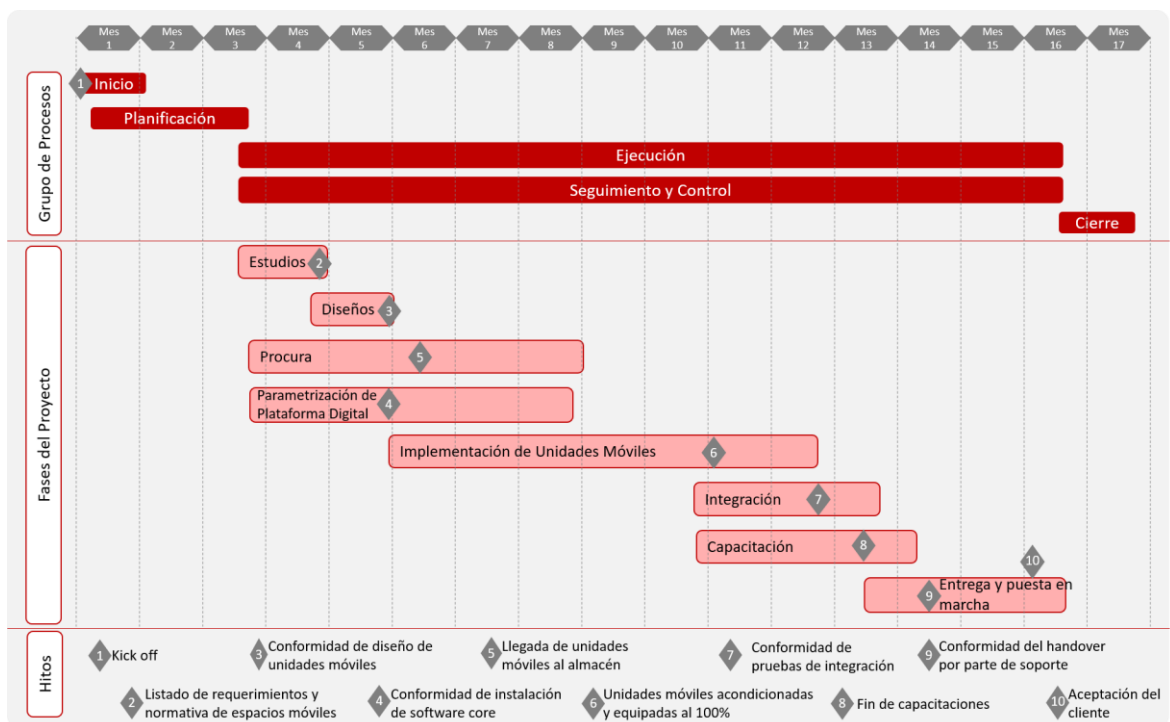 Mes 1
Mes 2
Mes 3
Mes 4
Mes 5
Mes 6
Mes 7
Mes 8
Mes 9
Mes 10
Mes 11
Mes 12
Mes 13
Mes 14
Mes 15
Mes 16
Mes 17
Grupo de Procesos
1
Inicio
Planificación
Ejecución
Seguimiento y Control
Cierre
Fases del Proyecto
Estudios
2
Diseños
3
Procura
5
Parametrización de
Plataforma Digital
4
Implementación de Unidades Móviles
6
Integración
7
Capacitación
8
10
Entrega y puesta en
marcha
9
Hitos
1
Kick off
3
Conformidad de diseño de
unidades móviles
5
Llegada de unidades
móviles al almacén
7
Conformidad de
pruebas de integración
9
Conformidad del handover
por parte de soporte
2
Listado de requerimientos y
normativa de espacios móviles
4
Conformidad de instalación
de software core
6
Unidades móviles acondicionadas
y equipadas al 100%
8
Fin de capacitaciones
10
Aceptación del
cliente